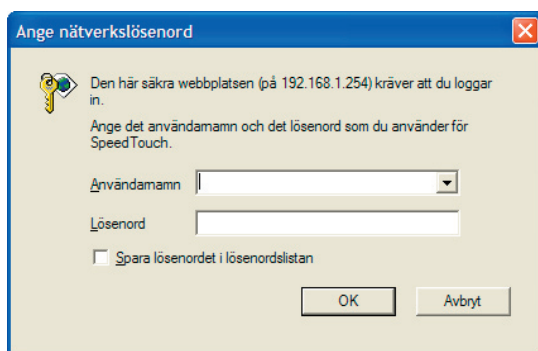 Ange nätverkslösenord
Den här säkra webbplatsen (på 192.168.1.254) kräver att du loggar
in.
Ange det användarnamn och det lösenord som du använder för
SpeedTouch.
Användarnamn
Lösenord
Spara lösenordet i lösenordslistan
OK
Avbryt